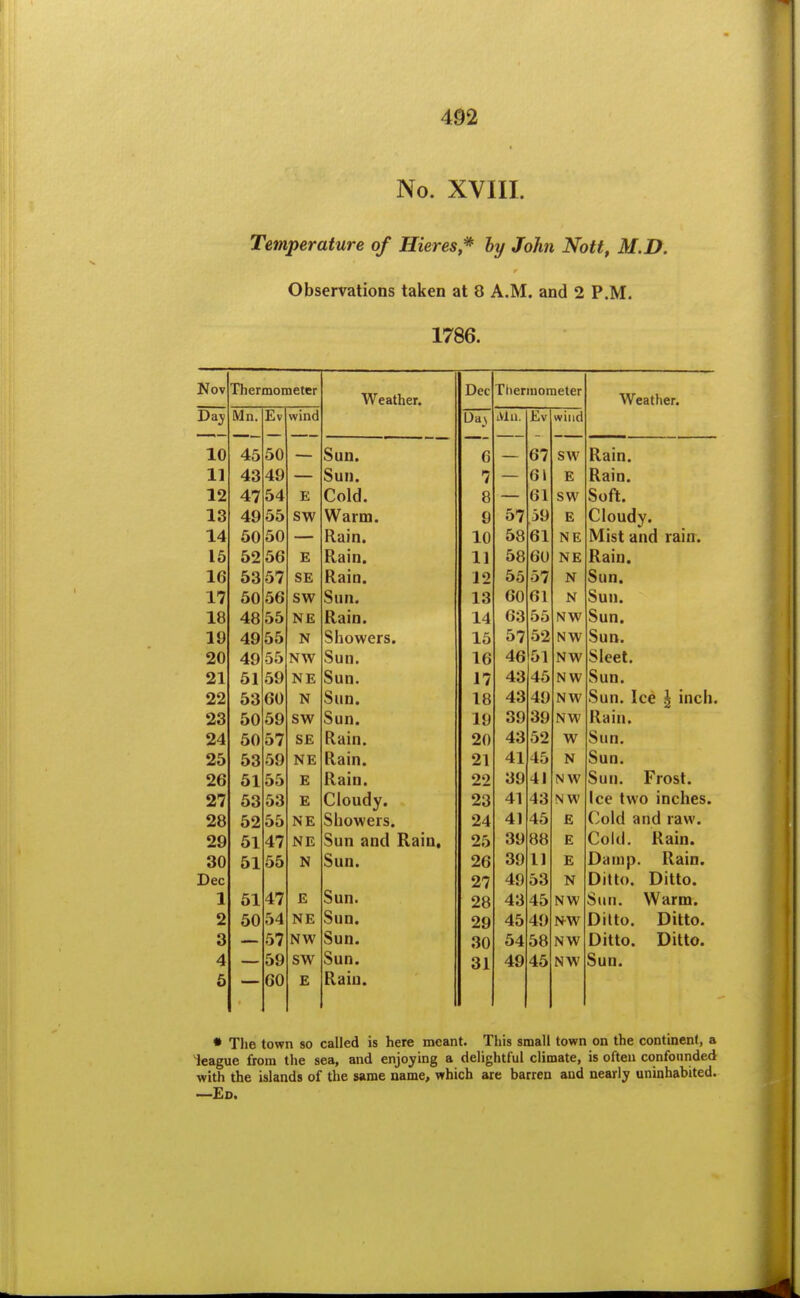 492
No. XVIII.
Temperature of Hieres,* by John Nott, M.D.
Observations taken at 8 A.M. and 2 P.M.
1786.
Nov Thermometer Weather.
Day Mn. Ev wind
10 45 50 — Sun.
11 43 49 — Sun.
12 47 54 E Cold.
13 49 55 SW Warm.
14 50 50 — Rain.
15 52 56 E Rain.
16 53 57 SE Rain.
17 50 56 SW Sun.
18 48 55 NE Rain.
19 49 55 N Showers.
20 49 55 NW Sun.
21 51 59 NE Sun.
22 53 60 N Sun.
23 50 59 SW Sun.
24 50 57 SE Rain.
25 53 59 NE Rain.
26 51 55 E Rain.
27 53 53 E Cloudy.
28 52 55 NE Showers.
29 51 47 NE Sun and Rain.
30 51 55 N Sun.
Dec
1 51 47 E Sun.
2 50 54 NE Sun.
3 — 57 NW Sun.
4 — 59 SW Sun.
5 — 60 E Rain.
Dec Thermometer Weather.
Day Mn. Ev wind
6 — 67 SW Rain.
7 — 61 E Rain.
8 — 61 SW Soft.
9 57 59 E Cloudy.
10 58 61 NE Mist and rain.
11 58 60 NE Rain.
12 55 57 N Sun.
13 60 61 N Sun.
14 63 55 NW Sun.
15 57 52 NW Sun.
16 46 51 NW Sleet.
17 43 45 NW Sun.
18 43 49 NW Sun. Ice ½ inch.
19 39 39 NW Rain.
20 43 52 W Sun.
21 41 45 N Sun.
22 39 41 NW Sun. Frost.
23 41 43 NW Ice two inches.
24 41 45 E Cold and raw.
25 39 88 E Cold. Rain.
26 39 11 E Damp. Rain.
27 49 53 N Ditto. Ditto.
28 43 45 NW Sun. Warm.
29 45 49 NW Ditto. Ditto.
30 54 58 NW Ditto. Ditto.
31 49 45 NW Sun.
* The town so called is here meant. This small town on the continent, a
league from the sea, and enjoying a delightful climate, is often confounded
with the islands of the same name, which are barren and nearly uninhabited.
—ED.